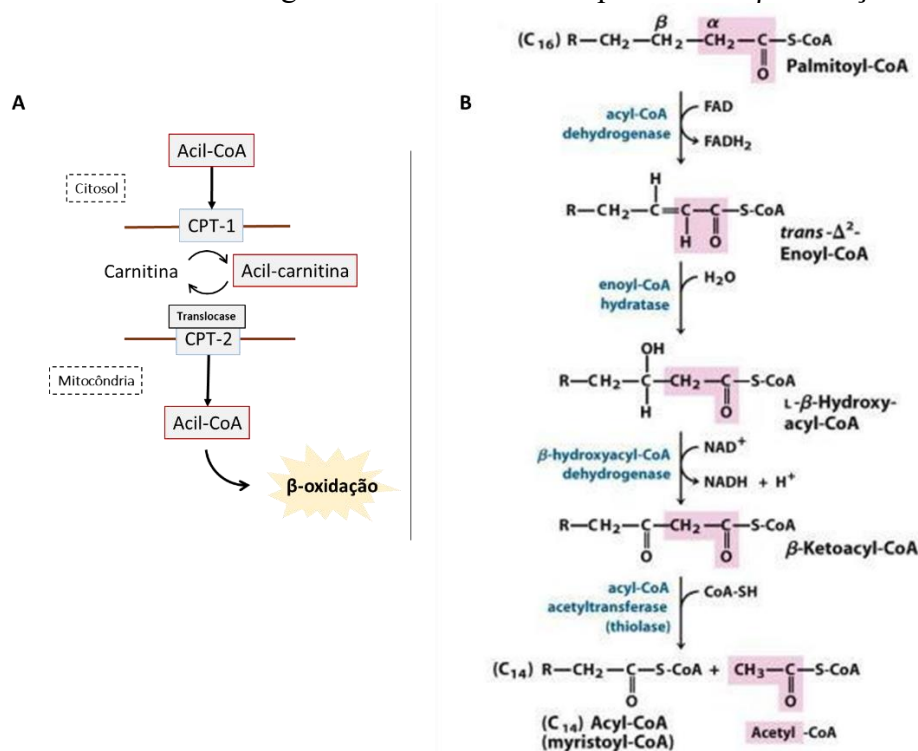 A
Acil-CoA
Citosol
CPT-1
Carnitina
Acil-carnitina
Translocase
CPT-2
Mitocôndria
Acil-CoA
β-oxidação
B
β α
(C16) R—CH2—CH2—CH2—C—S-CoA
O
Palmitoyl-CoA
acyl-CoA
dehydrogenase
FAD
FADH2
H
R—CH2—C=C—C—S-CoA
H O
trans-Δ2-
Enoyl-CoA
enoyl-CoA
hydratase
H2O
OH
R—CH2—C—CH2—C—S-CoA
H O
L-β-Hydroxy-
acyl-CoA
β-hydroxyacyl-CoA
dehydrogenase
NAD+
NADH + H+
R—CH2—C—CH2—C—S-CoA
O O
β-Ketoacyl-CoA
acyl-CoA
acetyltransferase
(thiolase)
CoA-SH
(C14) R—CH2—C—S-CoA + CH3—C—S-CoA
O O
(C14) Acyl-CoA
(myristoyl-CoA)
Acetyl -CoA